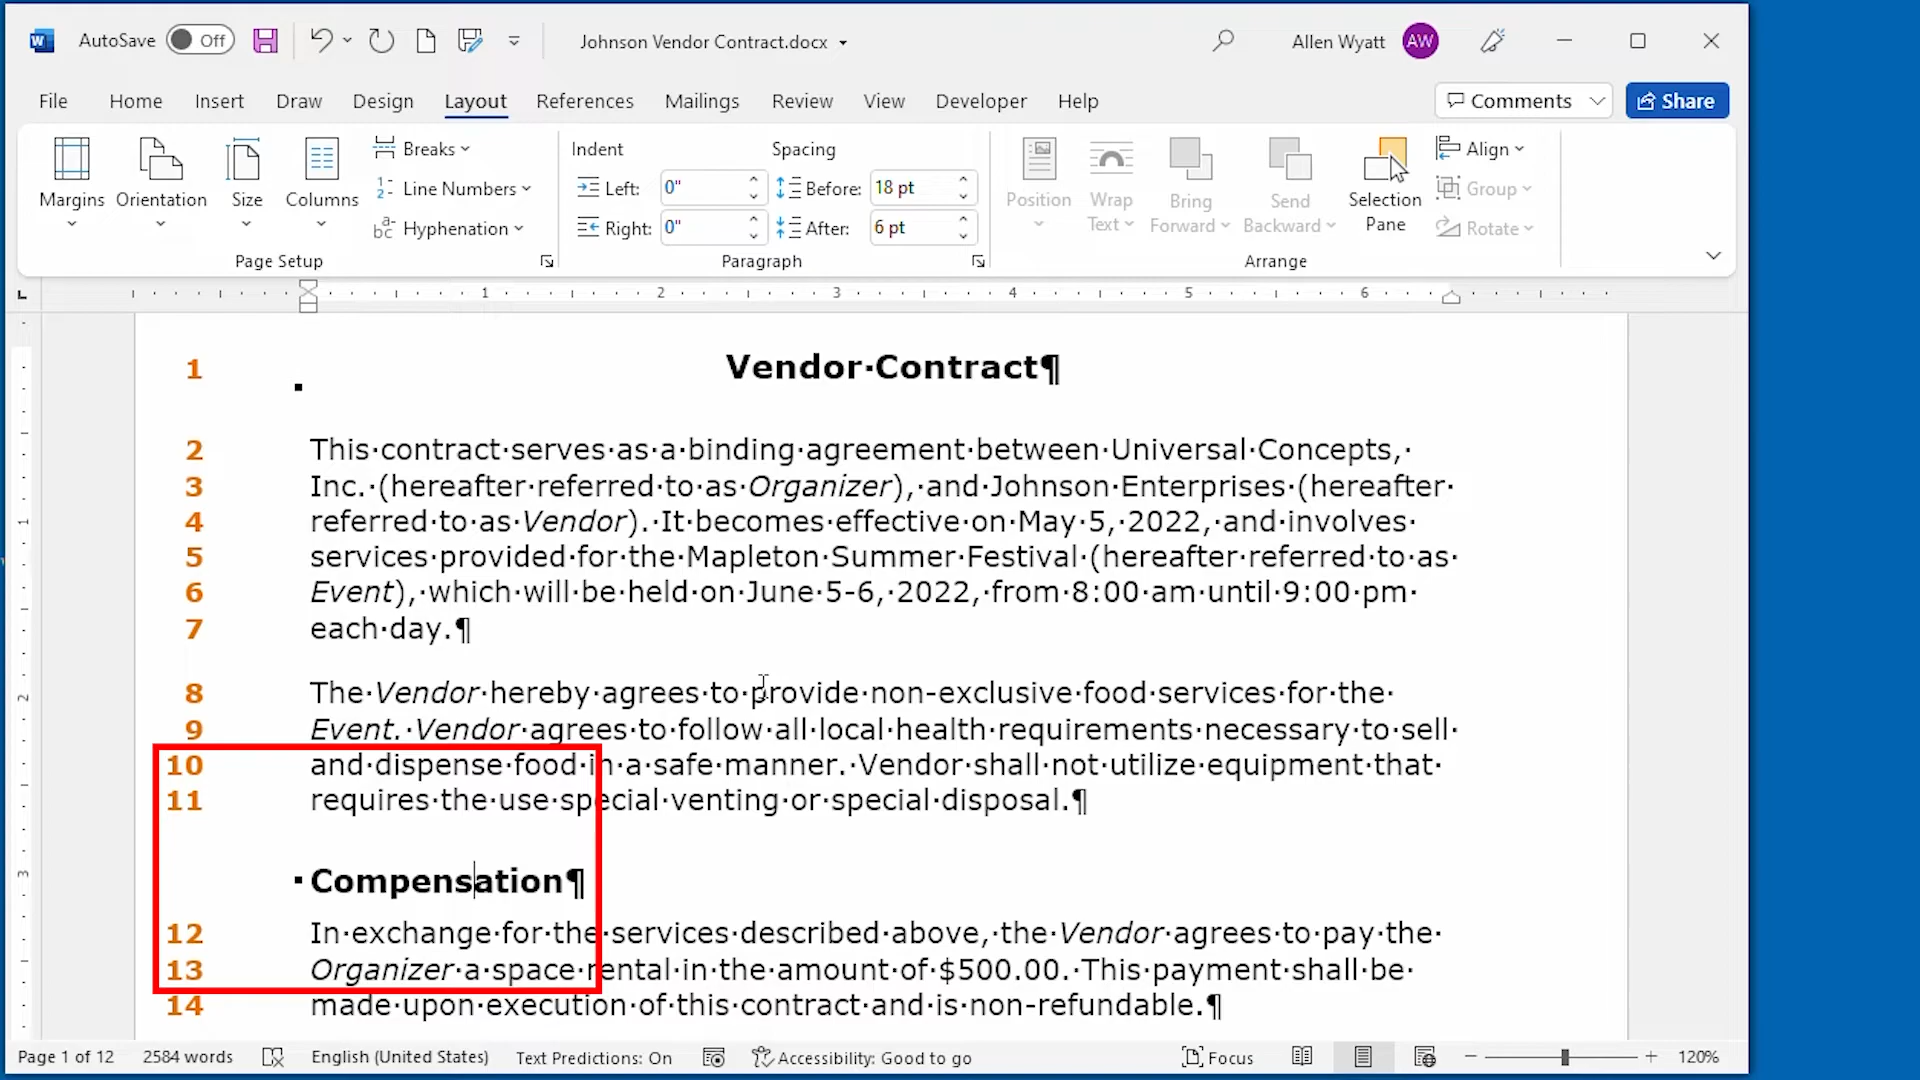 AutoSave Off Johnson Vendor Contract.docx Allen Wyatt AW
File Home Insert Draw Design Layout References Mailings Review View Developer Help Comments Share
Margins Orientation Size Columns
Breaks
Line Numbers
Hyphenation
Page Setup
Indent Spacing
Left: 0" Before: 18 pt
Right: 0" After: 6 pt
Paragraph
Position Wrap Text Bring Forward Send Backward Selection Pane
Align
Group
Rotate
Arrange
1 2 3 4 5 6
1 Vendor·Contract¶
2 This·contract·serves·as·a·binding·agreement·between·Universal·Concepts,·
3 Inc.·(hereafter·referred·to·as·Organizer),·and·Johnson·Enterprises·(hereafter·
4 referred·to·as·Vendor).·It·becomes·effective·on·May·5,·2022,·and·involves·
5 services·provided·for·the·Mapleton·Summer·Festival·(hereafter·referred·to·as·
6 Event),·which·will·be·held·on·June·5-6,·2022,·from·8:00·am·until·9:00·pm·
7 each·day.¶
8 The·Vendor·hereby·agrees·to·provide·non-exclusive·food·services·for·the·
9 Event.·Vendor·agrees·to·follow·all·local·health·requirements·necessary·to·sell·
10 and·dispense·food·in·a·safe·manner.·Vendor·shall·not·utilize·equipment·that·
11 requires·the·use·special·venting·or·special·disposal.¶
Compensation¶
12 In·exchange·for·the·services·described·above,·the·Vendor·agrees·to·pay·the·
13 Organizer·a·space·rental·in·the·amount·of·$500.00.·This·payment·shall·be·
14 made·upon·execution·of·this·contract·and·is·non-refundable.¶
1
2
3
Page 1 of 12 2584 words English (United States) Text Predictions: On Accessibility: Good to go Focus 120%